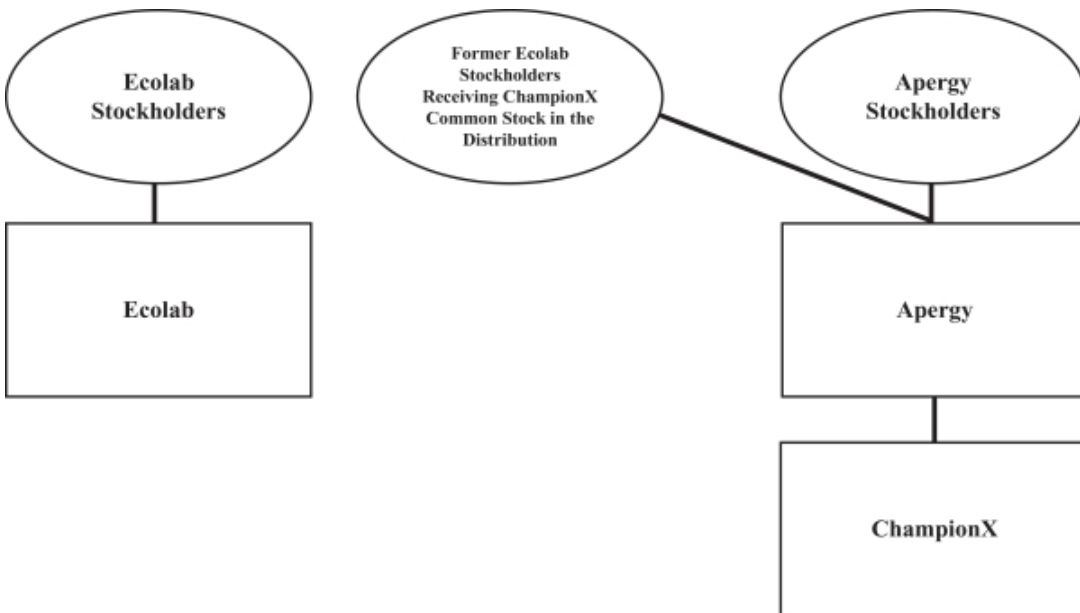 Ecolab
Stockholders
Former Ecolab
Stockholders
Receiving ChampionX
Common Stock in the
Distribution
Apergy
Stockholders
Ecolab
Apergy
ChampionX